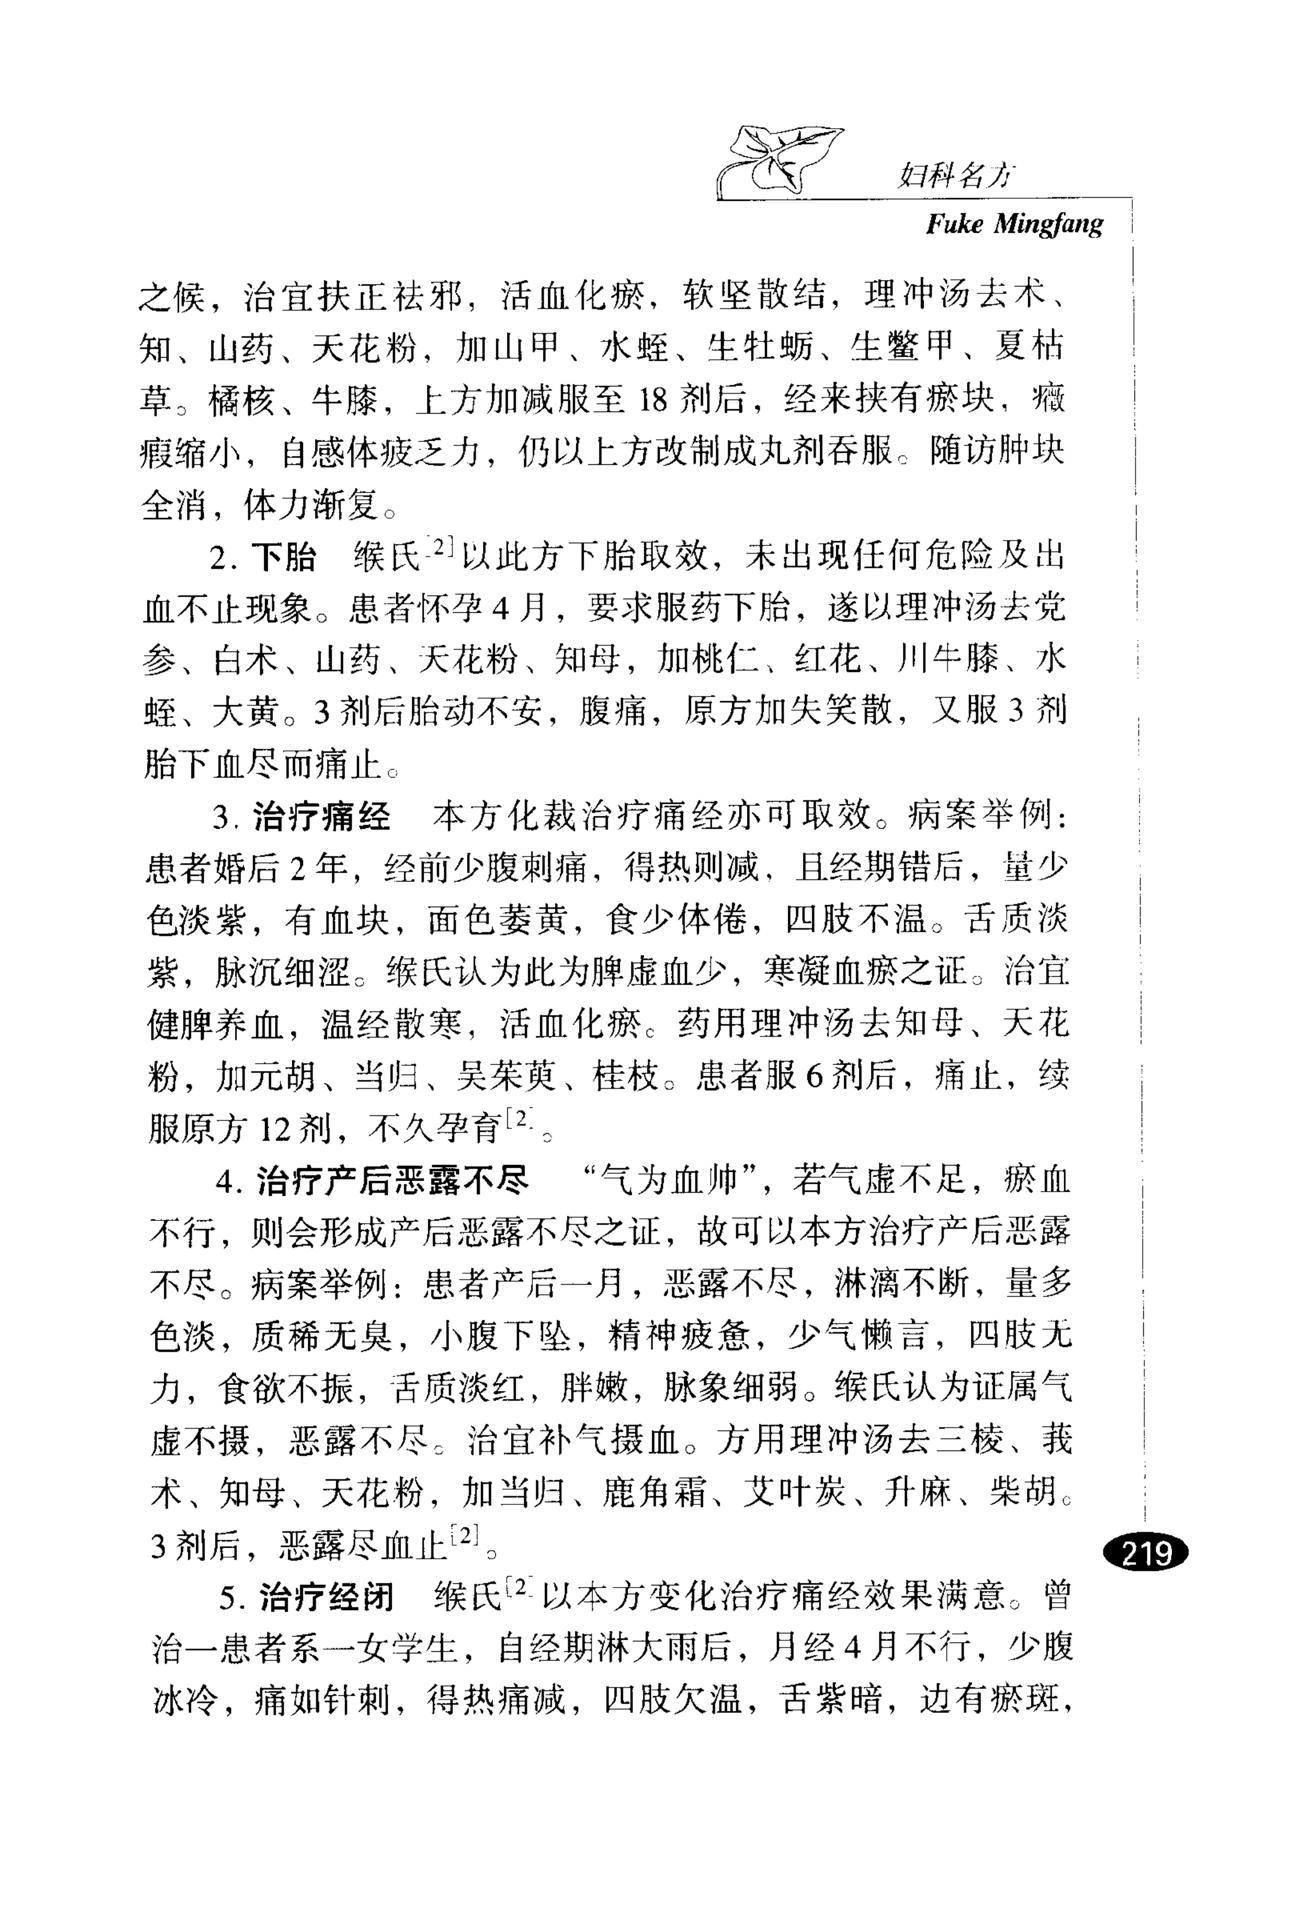 妇科名方
Fuke Mingfang
之候，治宜扶正祛邪，活血化瘀，软坚散结，理冲汤去术、
知、山药、天花粉，加山甲、水蛭、生牡蛎、生鳖甲、夏枯
草。橘核、牛膝，上方加减服至 18 剂后，经来挟有瘀块，癥
瘕缩小，自感体疲乏力，仍以上方改制成丸剂吞服。随访肿块
全消，体力渐复。
2. 下胎　缑氏[2]以此方下胎取效，未出现任何危险及出
血不止现象。患者怀孕 4 月，要求服药下胎，遂以理冲汤去党
参、白术、山药、天花粉、知母，加桃仁、红花、川牛膝、水
蛭、大黄。3 剂后胎动不安，腹痛，原方加失笑散，又服 3 剂
胎下血尽而痛止。
3. 治疗痛经　本方化裁治疗痛经亦可取效。病案举例：
患者婚后 2 年，经前少腹刺痛，得热则减，且经期错后，量少
色淡紫，有血块，面色萎黄，食少体倦，四肢不温。舌质淡
紫，脉沉细涩。缑氏认为此为脾虚血少，寒凝血瘀之证。治宜
健脾养血，温经散寒，活血化瘀。药用理冲汤去知母、天花
粉，加元胡、当归、吴茱萸、桂枝。患者服 6 剂后，痛止，续
服原方 12 剂，不久孕育[2]。
4. 治疗产后恶露不尽　“气为血帅”，若气虚不足，瘀血
不行，则会形成产后恶露不尽之证，故可以本方治疗产后恶露
不尽。病案举例：患者产后一月，恶露不尽，淋漓不断，量多
色淡，质稀无臭，小腹下坠，精神疲惫，少气懒言，四肢无
力，食欲不振，舌质淡红，胖嫩，脉象细弱。缑氏认为证属气
虚不摄，恶露不尽。治宜补气摄血。方用理冲汤去三棱、莪
术、知母、天花粉，加当归、鹿角霜、艾叶炭、升麻、柴胡。
3 剂后，恶露尽血止[2]。
5. 治疗经闭　缑氏[2]以本方变化治疗痛经效果满意。曾
治一患者系一女学生，自经期淋大雨后，月经 4 月不行，少腹
冰冷，痛如针刺，得热痛减，四肢欠温，舌紫暗，边有瘀斑，
219